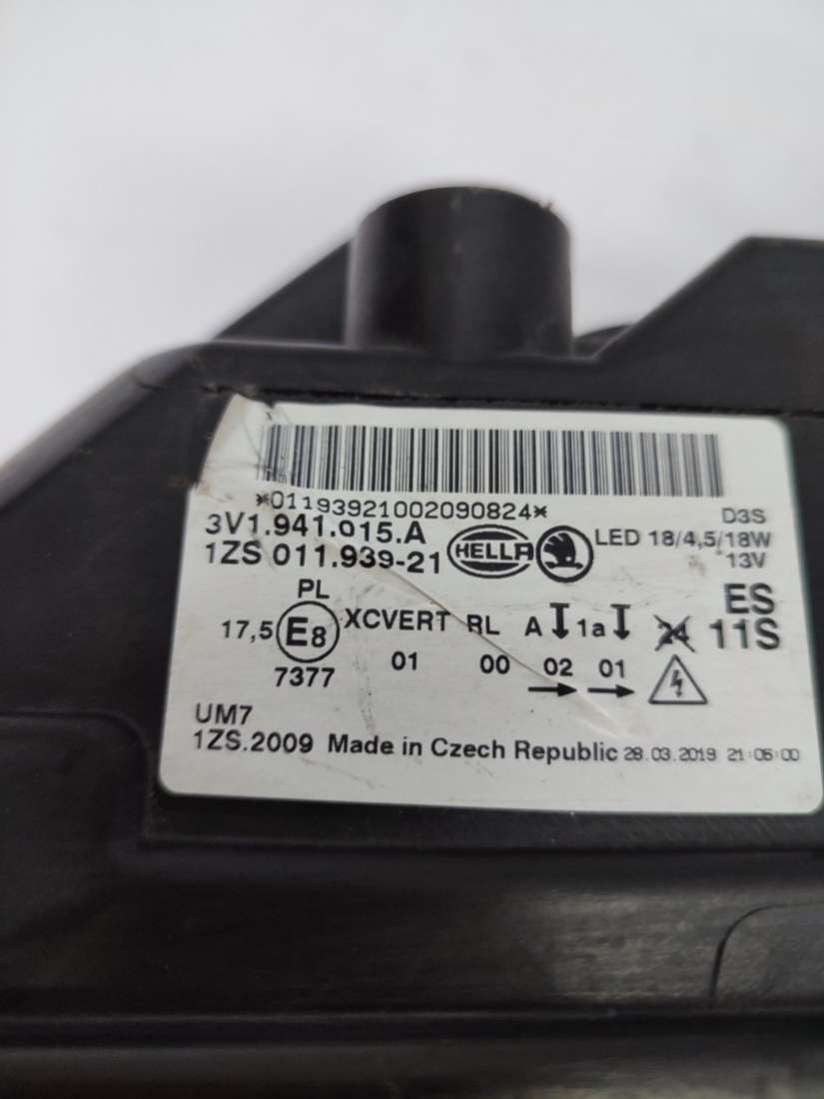 *01193921002090824*
3V1.941.015.A
1ZS 011.939-21
HELLA
D3S
LED 18/4,5/18W
13V
ES
11S
PL
17,5 E8 XCVERT RL A 1a 24
7377 01 00 02 01
UM7
1ZS.2009 Made in Czech Republic 28.03.2019 21:06:00